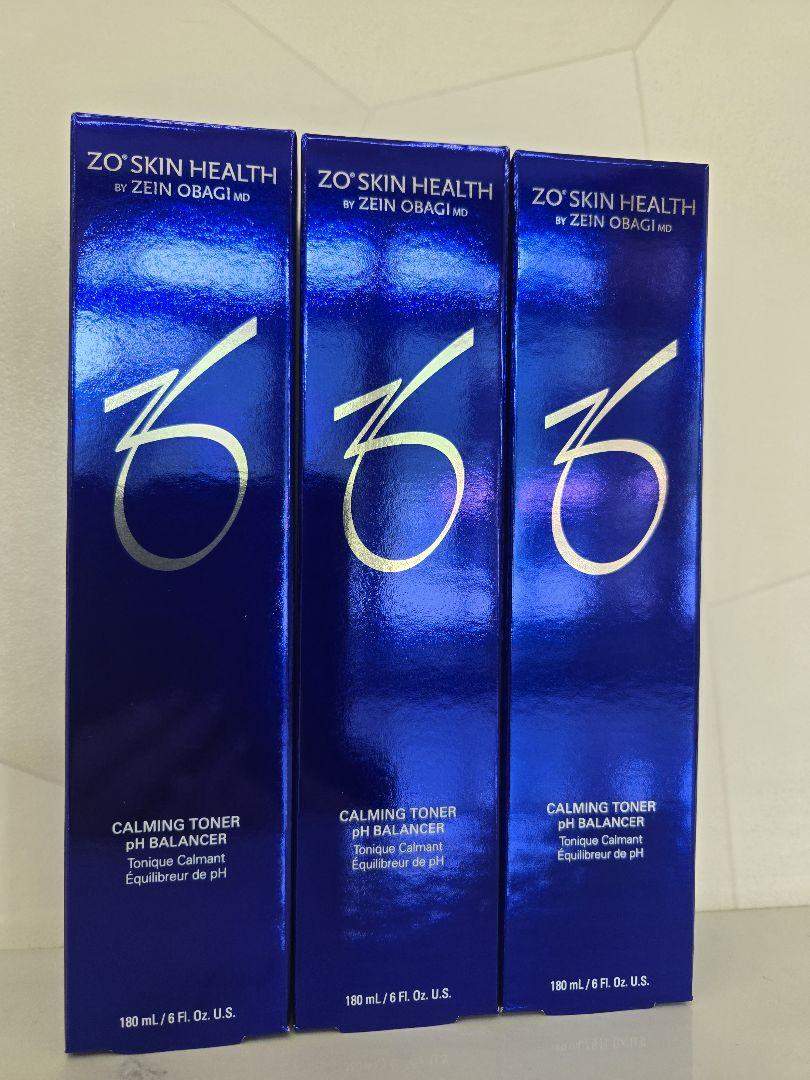 ZO® SKIN HEALTH
BY ZEIN OBAGI MD
CALMING TONER
pH BALANCER
Tonique Calmant
Équilibreur de pH
180 mL / 6 Fl. Oz. U.S.
ZO® SKIN HEALTH
BY ZEIN OBAGI MD
CALMING TONER
pH BALANCER
Tonique Calmant
Équilibreur de pH
180 mL / 6 Fl. Oz. U.S.
ZO® SKIN HEALTH
BY ZEIN OBAGI MD
CALMING TONER
pH BALANCER
Tonique Calmant
Équilibreur de pH
180 mL / 6 Fl. Oz. U.S.